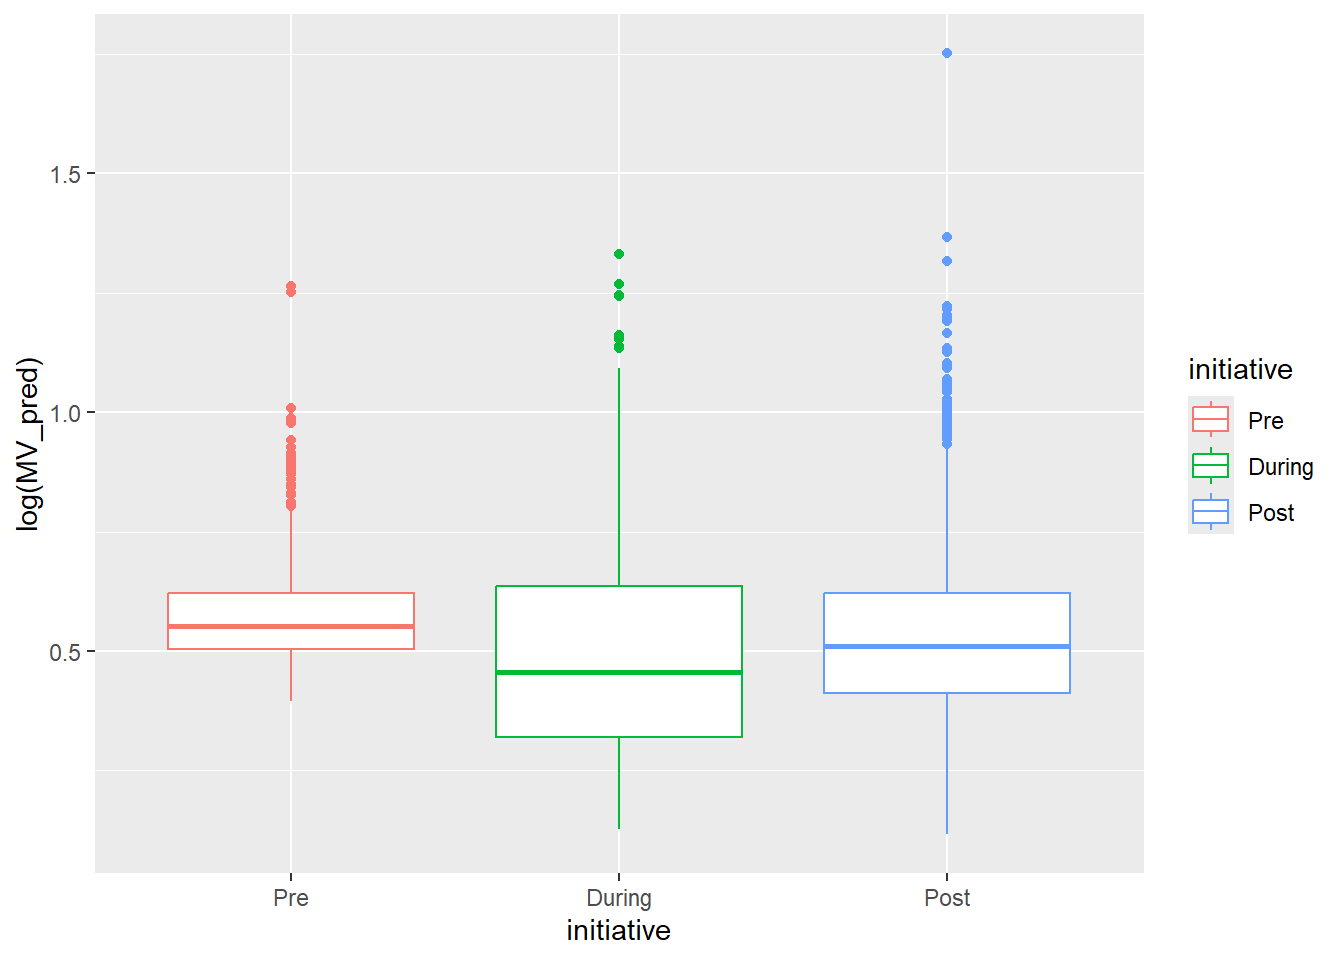 log(MV_pred)
1.5
1.0
0.5
Pre
During
Post
initiative
initiative
Pre
During
Post